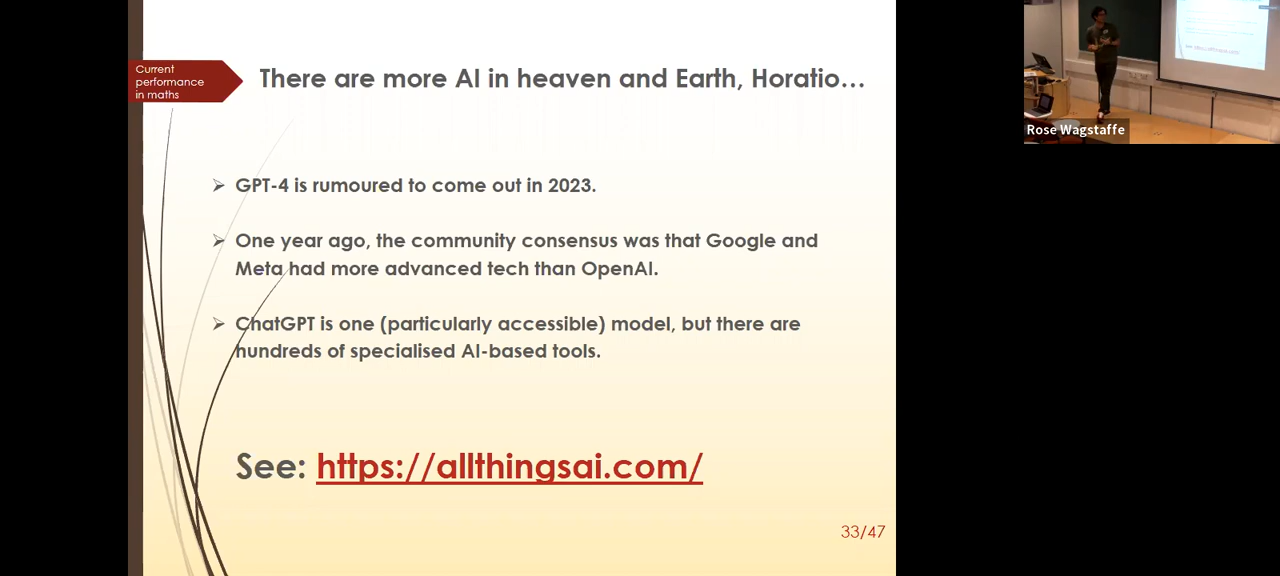 Current
performance
in maths
There are more AI in heaven and Earth, Horatio…
GPT-4 is rumoured to come out in 2023.
One year ago, the community consensus was that Google and
Meta had more advanced tech than OpenAI.
ChatGPT is one (particularly accessible) model, but there are
hundreds of specialised AI-based tools.
See: https://allthingsai.com/
33/47
Rose Wagstaffe